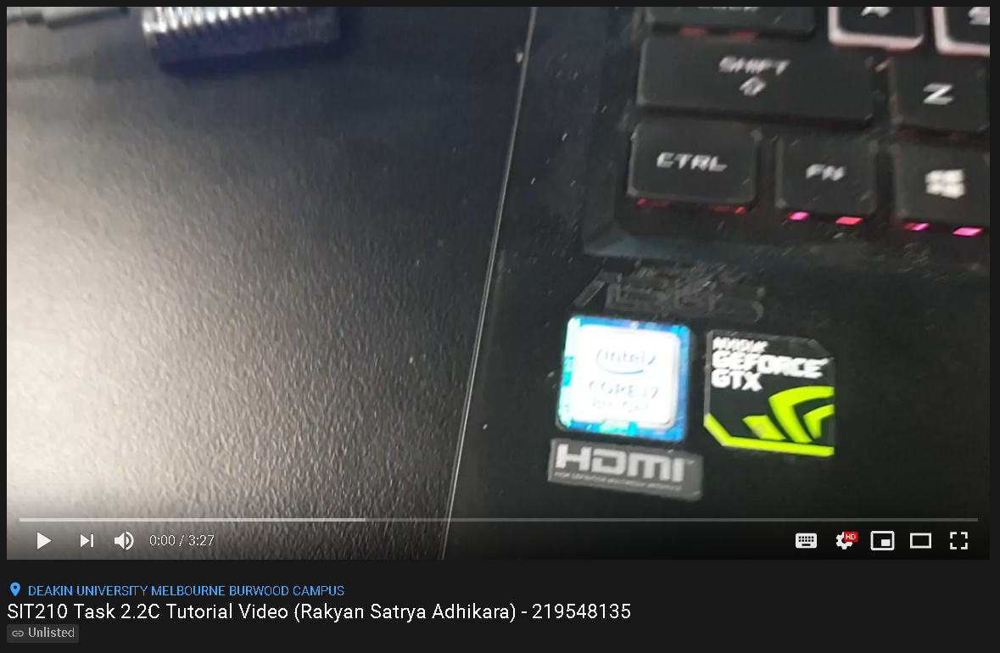 SHIFT
Z
CTRL
FN
intel
CORE i7
NVIDIA
GEFORCE
GTX
HDMI
0:00 / 3:27
HD
DEAKIN UNIVERSITY MELBOURNE BURWOOD CAMPUS
SIT210 Task 2.2C Tutorial Video (Rakyan Satrya Adhikara) - 219548135
Unlisted